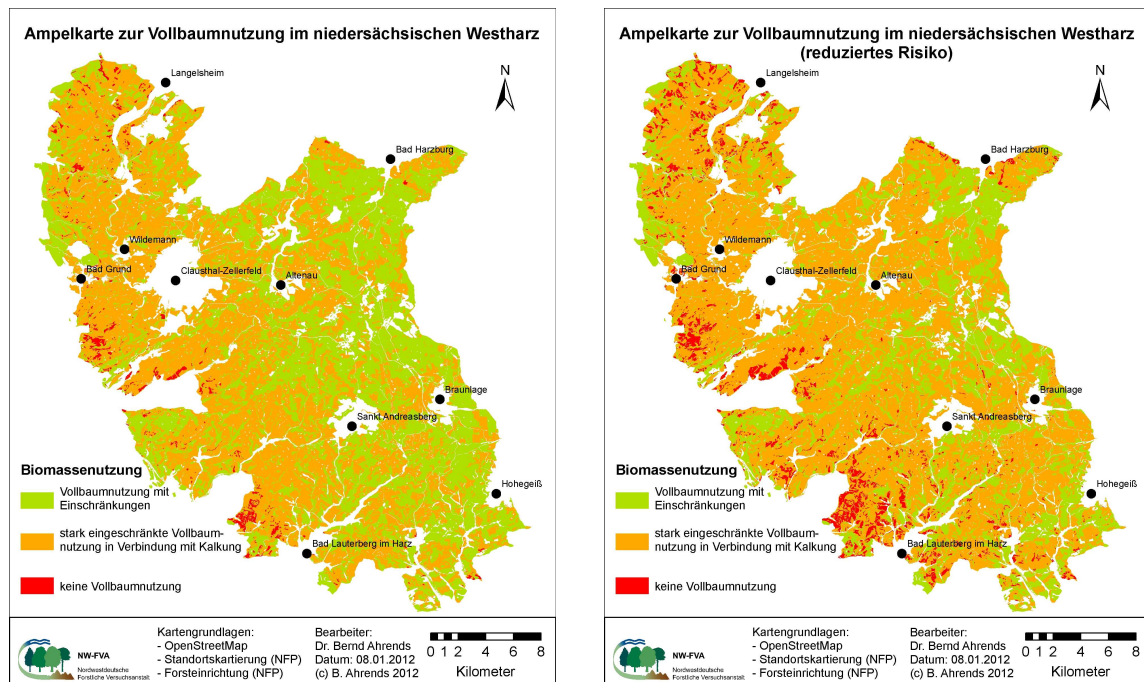 Ampelkarte zur Vollbaumnutzung im niedersächsischen Westharz
N
Langelsheim
Bad Harzburg
Wildemann
Bad Grund
Clausthal-Zellerfeld
Altenau
Braunlage
Sankt Andreasberg
Hohegeiß
Bad Lauterberg im Harz
Biomassenutzung
Vollbaumnutzung mit
Einschränkungen
stark eingeschränkte Vollbaum-
nutzung in Verbindung mit Kalkung
keine Vollbaumnutzung
NW-FVA
Nordwestdeutsche
Forstliche Versuchsanstalt
Kartengrundlagen:
- OpenStreetMap
- Standortskartierung (NFP)
- Forsteinrichtung (NFP)
Bearbeiter:
Dr. Bernd Ahrends
Datum: 08.01.2012
(c) B. Ahrends 2012
0 1 2 4 6 8
Kilometer
Ampelkarte zur Vollbaumnutzung im niedersächsischen Westharz
(reduziertes Risiko)
N
Langelsheim
Bad Harzburg
Wildemann
Bad Grund
Clausthal-Zellerfeld
Altenau
Braunlage
Sankt Andreasberg
Hohegeiß
Bad Lauterberg im Harz
Biomassenutzung
Vollbaumnutzung mit
Einschränkungen
stark eingeschränkte Vollbaum-
nutzung in Verbindung mit Kalkung
keine Vollbaumnutzung
NW-FVA
Nordwestdeutsche
Forstliche Versuchsanstalt
Kartengrundlagen:
- OpenStreetMap
- Standortskartierung (NFP)
- Forsteinrichtung (NFP)
Bearbeiter:
Dr. Bernd Ahrends
Datum: 08.01.2012
(c) B. Ahrends 2012
0 1 2 4 6 8
Kilometer